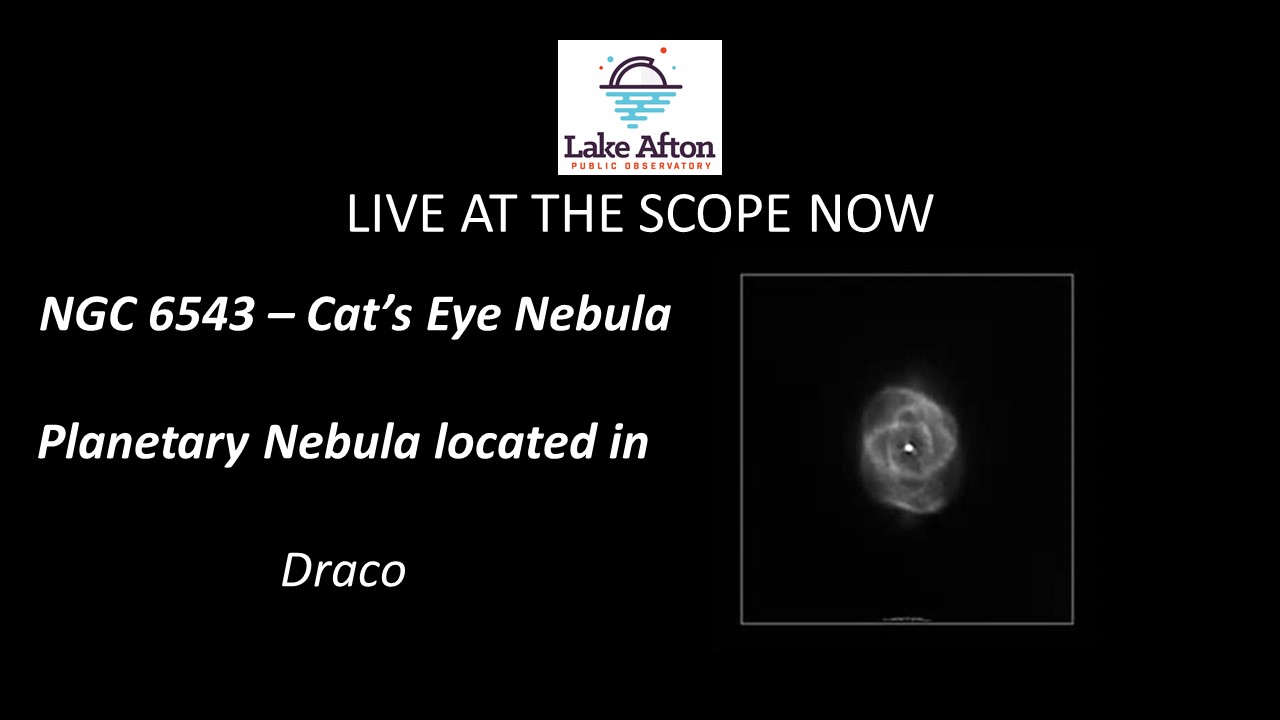 Lake Afton
PUBLIC OBSERVATORY
LIVE AT THE SCOPE NOW
NGC 6543 – Cat’s Eye Nebula
Planetary Nebula located in
Draco